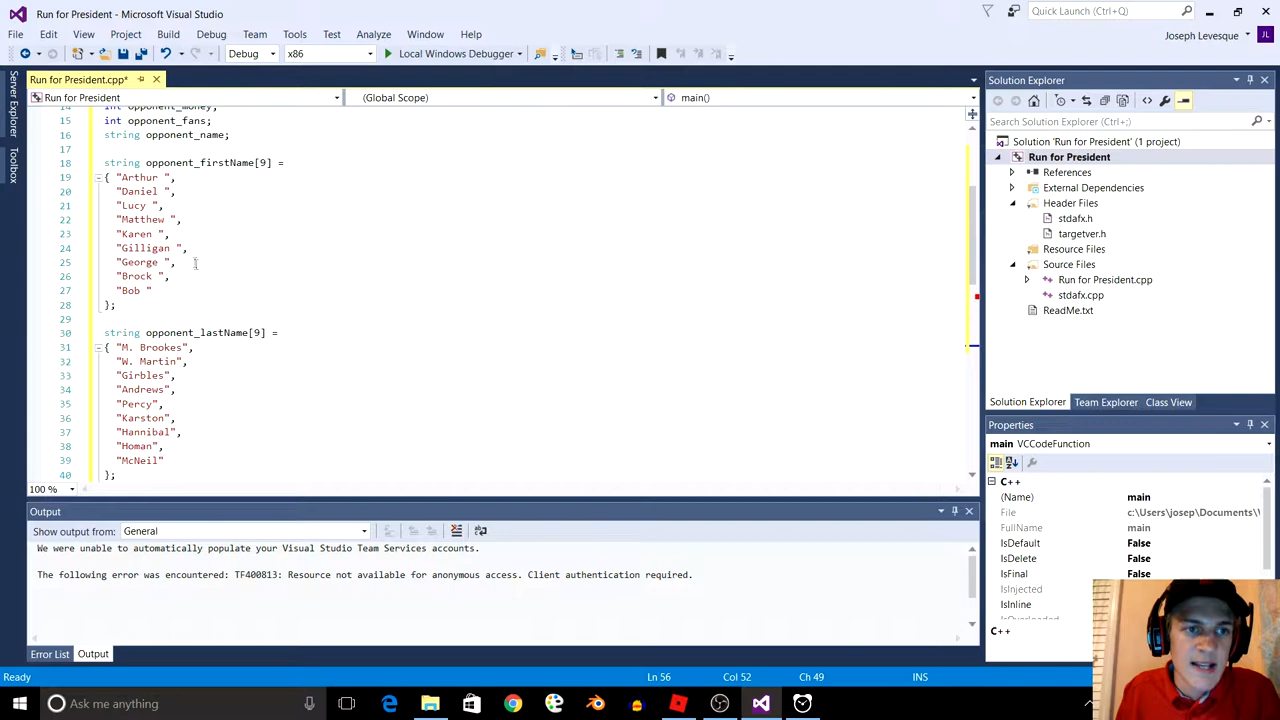 Run for President - Microsoft Visual Studio
Quick Launch (Ctrl+Q)
File Edit View Project Build Debug Team Tools Test Analyze Window Help
Joseph Levesque JL
Debug x86 Local Windows Debugger
Server Explorer
Toolbox
Run for President.cpp*
Run for President (Global Scope) main()
14 int opponent_money;
15 int opponent_fans;
16 string opponent_name;
17
18 string opponent_firstName[9] =
19 { "Arthur ",
20 "Daniel ",
21 "Lucy ",
22 "Matthew ",
23 "Karen ",
24 "Gilligan ",
25 "George ",
26 "Brock ",
27 "Bob "
28 };
29
30 string opponent_lastName[9] =
31 { "M. Brookes",
32 "W. Martin",
33 "Girbles",
34 "Andrews",
35 "Percy",
36 "Karston",
37 "Hannibal",
38 "Homan",
39 "McNeil"
40 };
100 %
Output
Show output from: General
We were unable to automatically populate your Visual Studio Team Services accounts.
The following error was encountered: TF400813: Resource not available for anonymous access. Client authentication required.
Error List Output
Solution Explorer
Search Solution Explorer (Ctrl+;)
Solution 'Run for President' (1 project)
Run for President
References
External Dependencies
Header Files
stdafx.h
targetver.h
Resource Files
Source Files
Run for President.cpp
stdafx.cpp
ReadMe.txt
Solution Explorer Team Explorer Class View
Properties
main VCCodeFunction
C++
(Name) main
File c:\Users\josep\Documents\
FullName main
IsDefault False
IsDelete False
IsFinal False
IsInjected
IsInline
IsOverloaded
C++
Ready Ln 56 Col 52 Ch 49 INS
Ask me anything